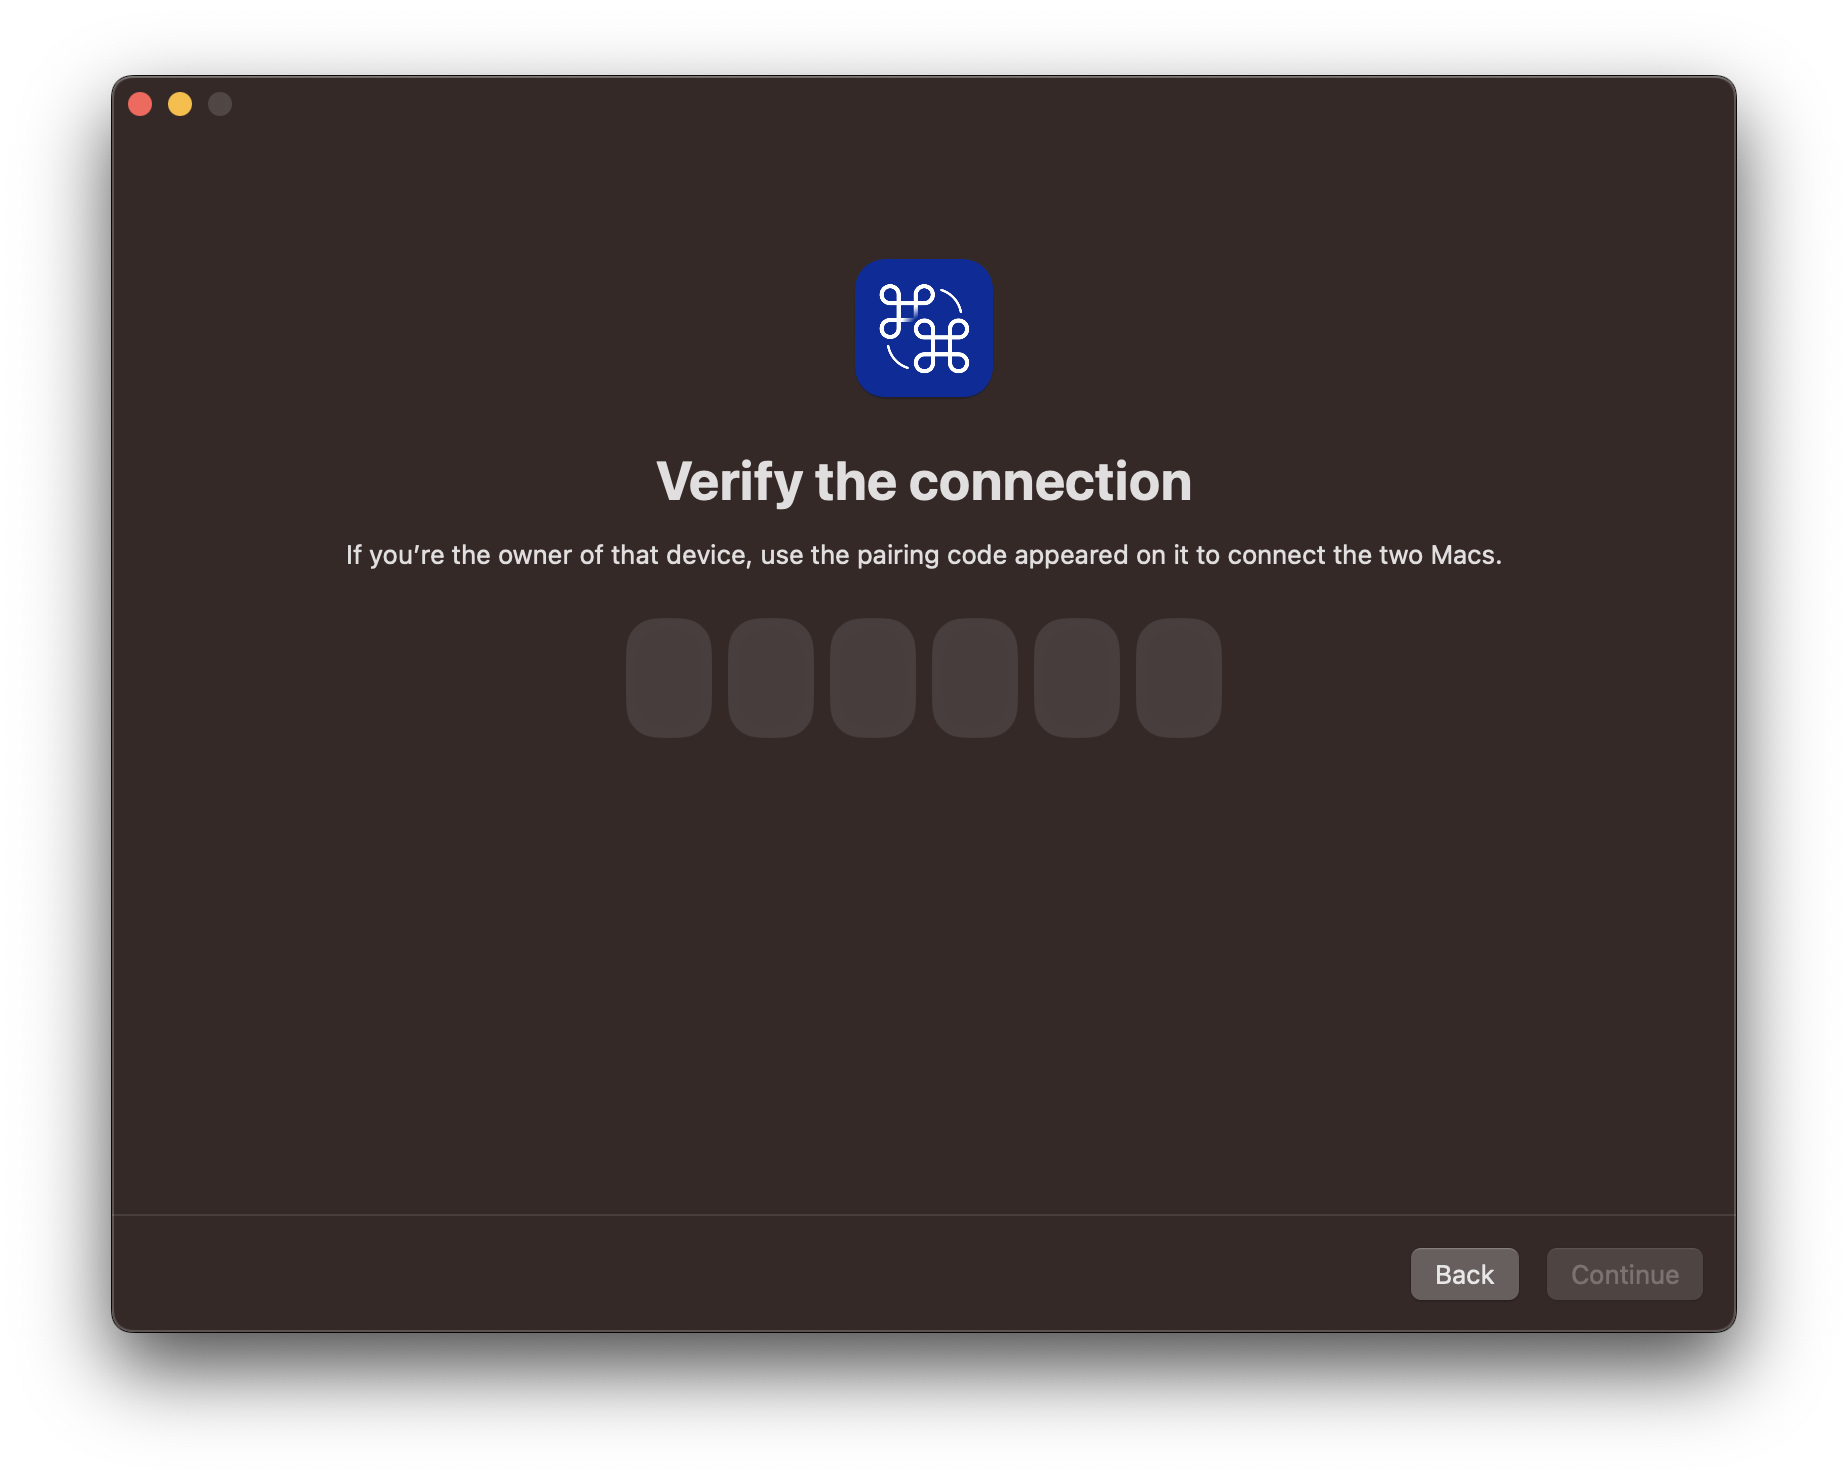 Verify the connection
If you’re the owner of that device, use the pairing code appeared on it to connect the two Macs.
Back
Continue